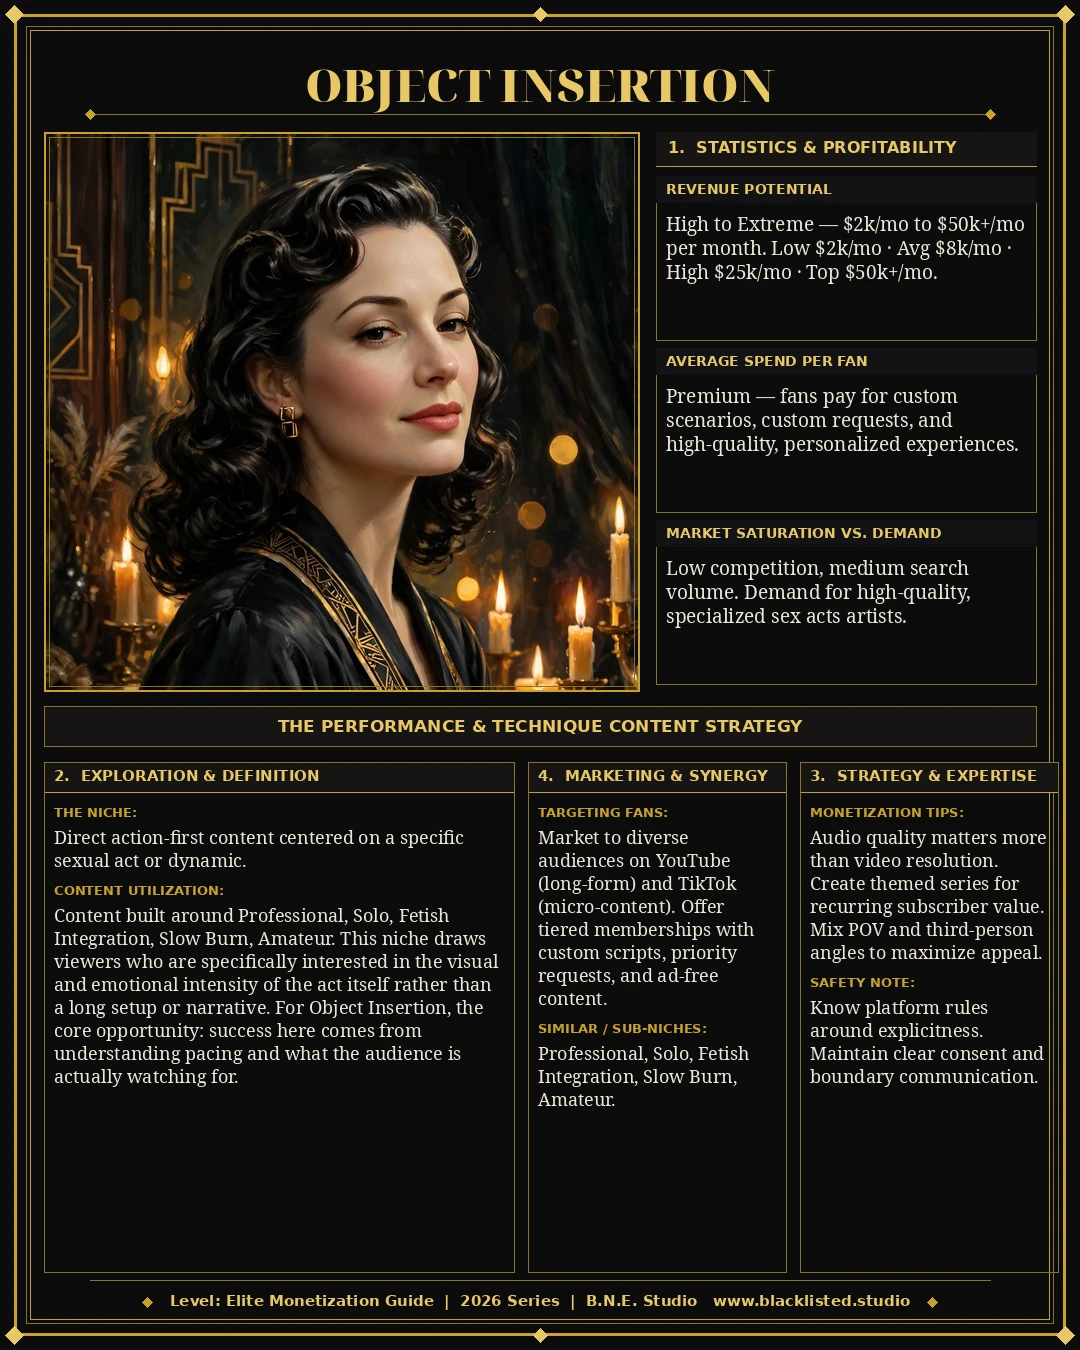 OBJECT INSERTION
1. STATISTICS & PROFITABILITY
REVENUE POTENTIAL
High to Extreme — $2k/mo to $50k+/mo
per month. Low $2k/mo · Avg $8k/mo ·
High $25k/mo · Top $50k+/mo.
AVERAGE SPEND PER FAN
Premium — fans pay for custom
scenarios, custom requests, and
high-quality, personalized experiences.
MARKET SATURATION VS. DEMAND
Low competition, medium search
volume. Demand for high-quality,
specialized sex acts artists.
THE PERFORMANCE & TECHNIQUE CONTENT STRATEGY
2. EXPLORATION & DEFINITION
THE NICHE:
Direct action-first content centered on a specific
sexual act or dynamic.
CONTENT UTILIZATION:
Content built around Professional, Solo, Fetish
Integration, Slow Burn, Amateur. This niche draws
viewers who are specifically interested in the visual
and emotional intensity of the act itself rather than
a long setup or narrative. For Object Insertion, the
core opportunity: success here comes from
understanding pacing and what the audience is
actually watching for.
4. MARKETING & SYNERGY
TARGETING FANS:
Market to diverse
audiences on YouTube
(long-form) and TikTok
(micro-content). Offer
tiered memberships with
custom scripts, priority
requests, and ad-free
content.
SIMILAR / SUB-NICHES:
Professional, Solo, Fetish
Integration, Slow Burn,
Amateur.
3. STRATEGY & EXPERTISE
MONETIZATION TIPS:
Audio quality matters more
than video resolution.
Create themed series for
recurring subscriber value.
Mix POV and third-person
angles to maximize appeal.
SAFETY NOTE:
Know platform rules
around explicitness.
Maintain clear consent and
boundary communication.
Level: Elite Monetization Guide | 2026 Series | B.N.E. Studio www.blacklisted.studio